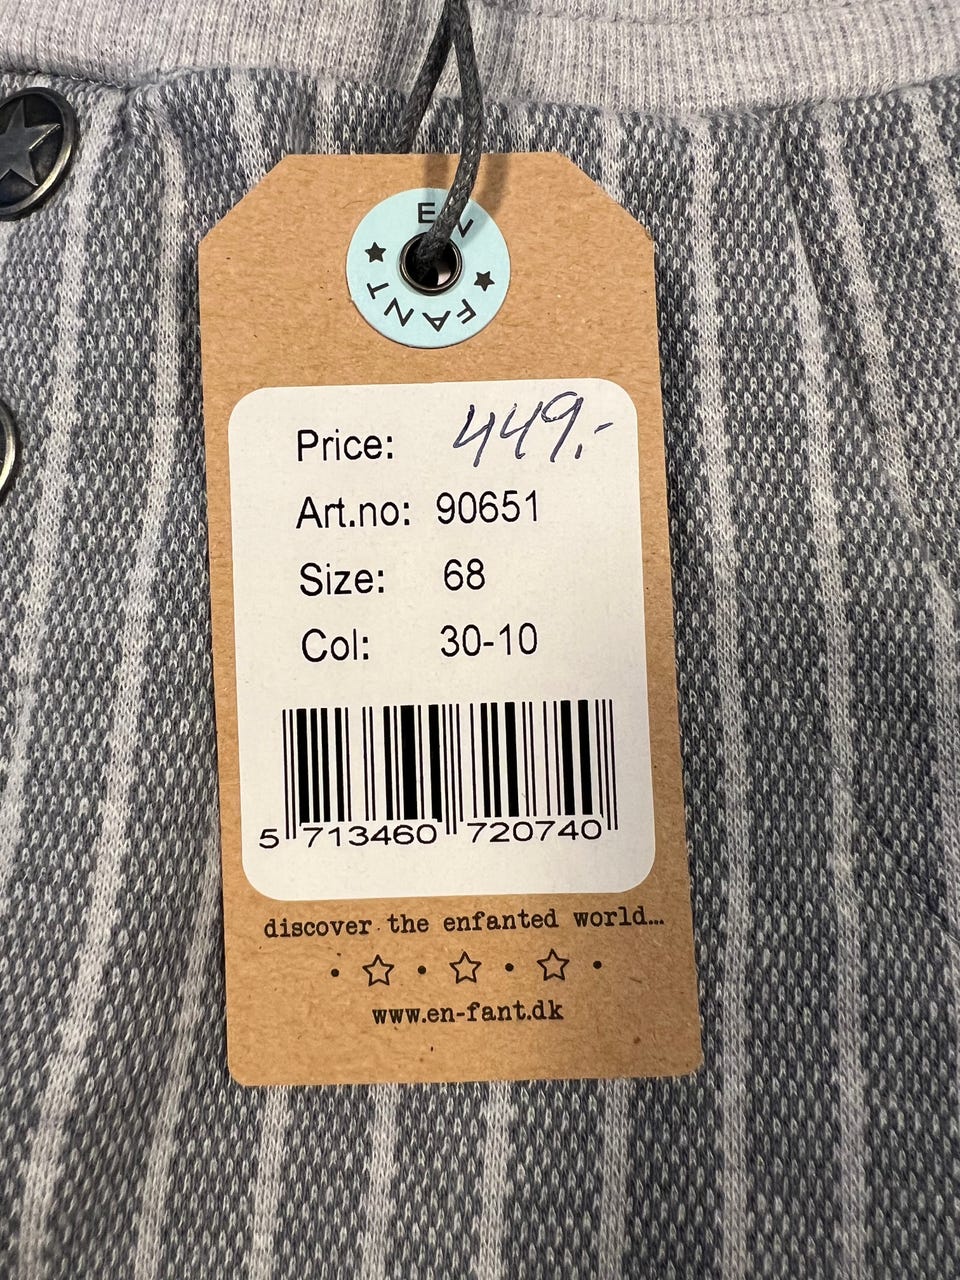 EN
FANT
Price: 449,-
Art.no: 90651
Size: 68
Col: 30-10
5 713460 720740
discover the enfanted world...
www.en-fant.dk